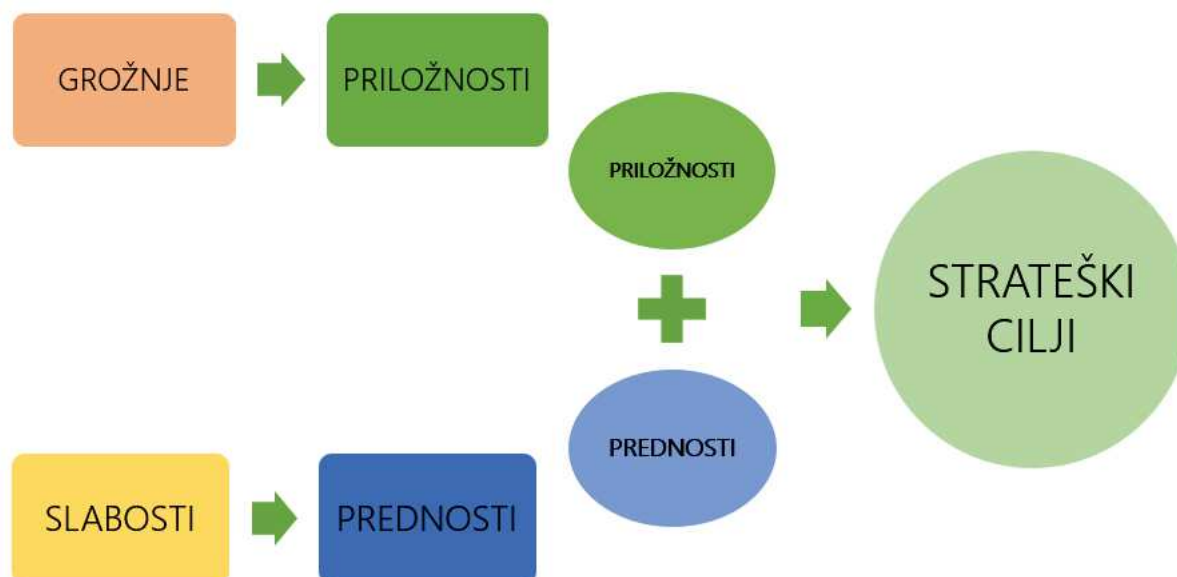 GROŽNJE
PRILOŽNOSTI
PRILOŽNOSTI
STRATEŠKI
CILJI
PREDNOSTI
SLABOSTI
PREDNOSTI